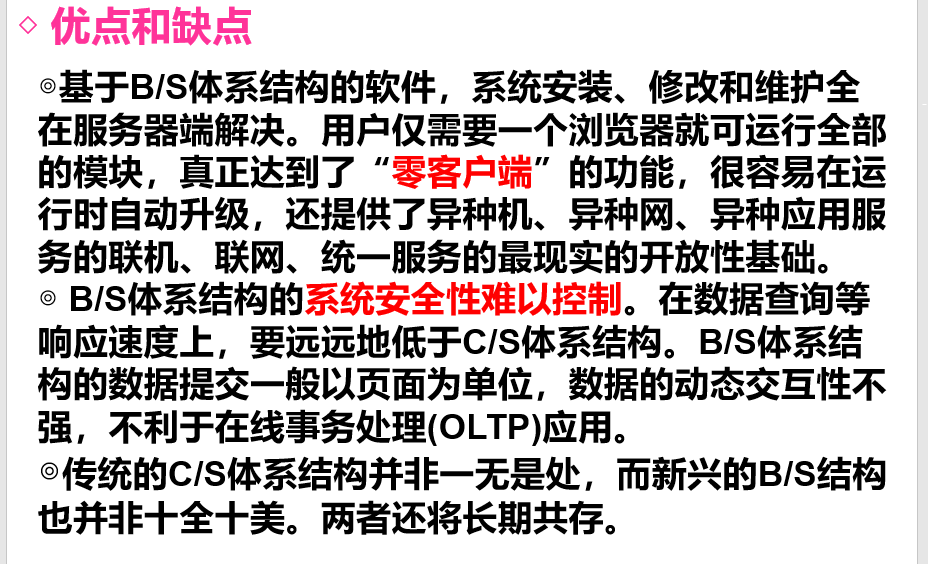 ◇ 优点和缺点
◎基于B/S体系结构的软件，系统安装、修改和维护全
在服务器端解决。用户仅需要一个浏览器就可运行全部
的模块，真正达到了“零客户端”的功能，很容易在运
行时自动升级，还提供了异种机、异种网、异种应用服
务的联机、联网、统一服务的最现实的开放性基础。
◎ B/S体系结构的系统安全性难以控制。在数据查询等
响应速度上，要远远地低于C/S体系结构。B/S体系结
构的数据提交一般以页面为单位，数据的动态交互性不
强，不利于在线事务处理(OLTP)应用。
◎传统的C/S体系结构并非一无是处，而新兴的B/S结构
也并非十全十美。两者还将长期共存。